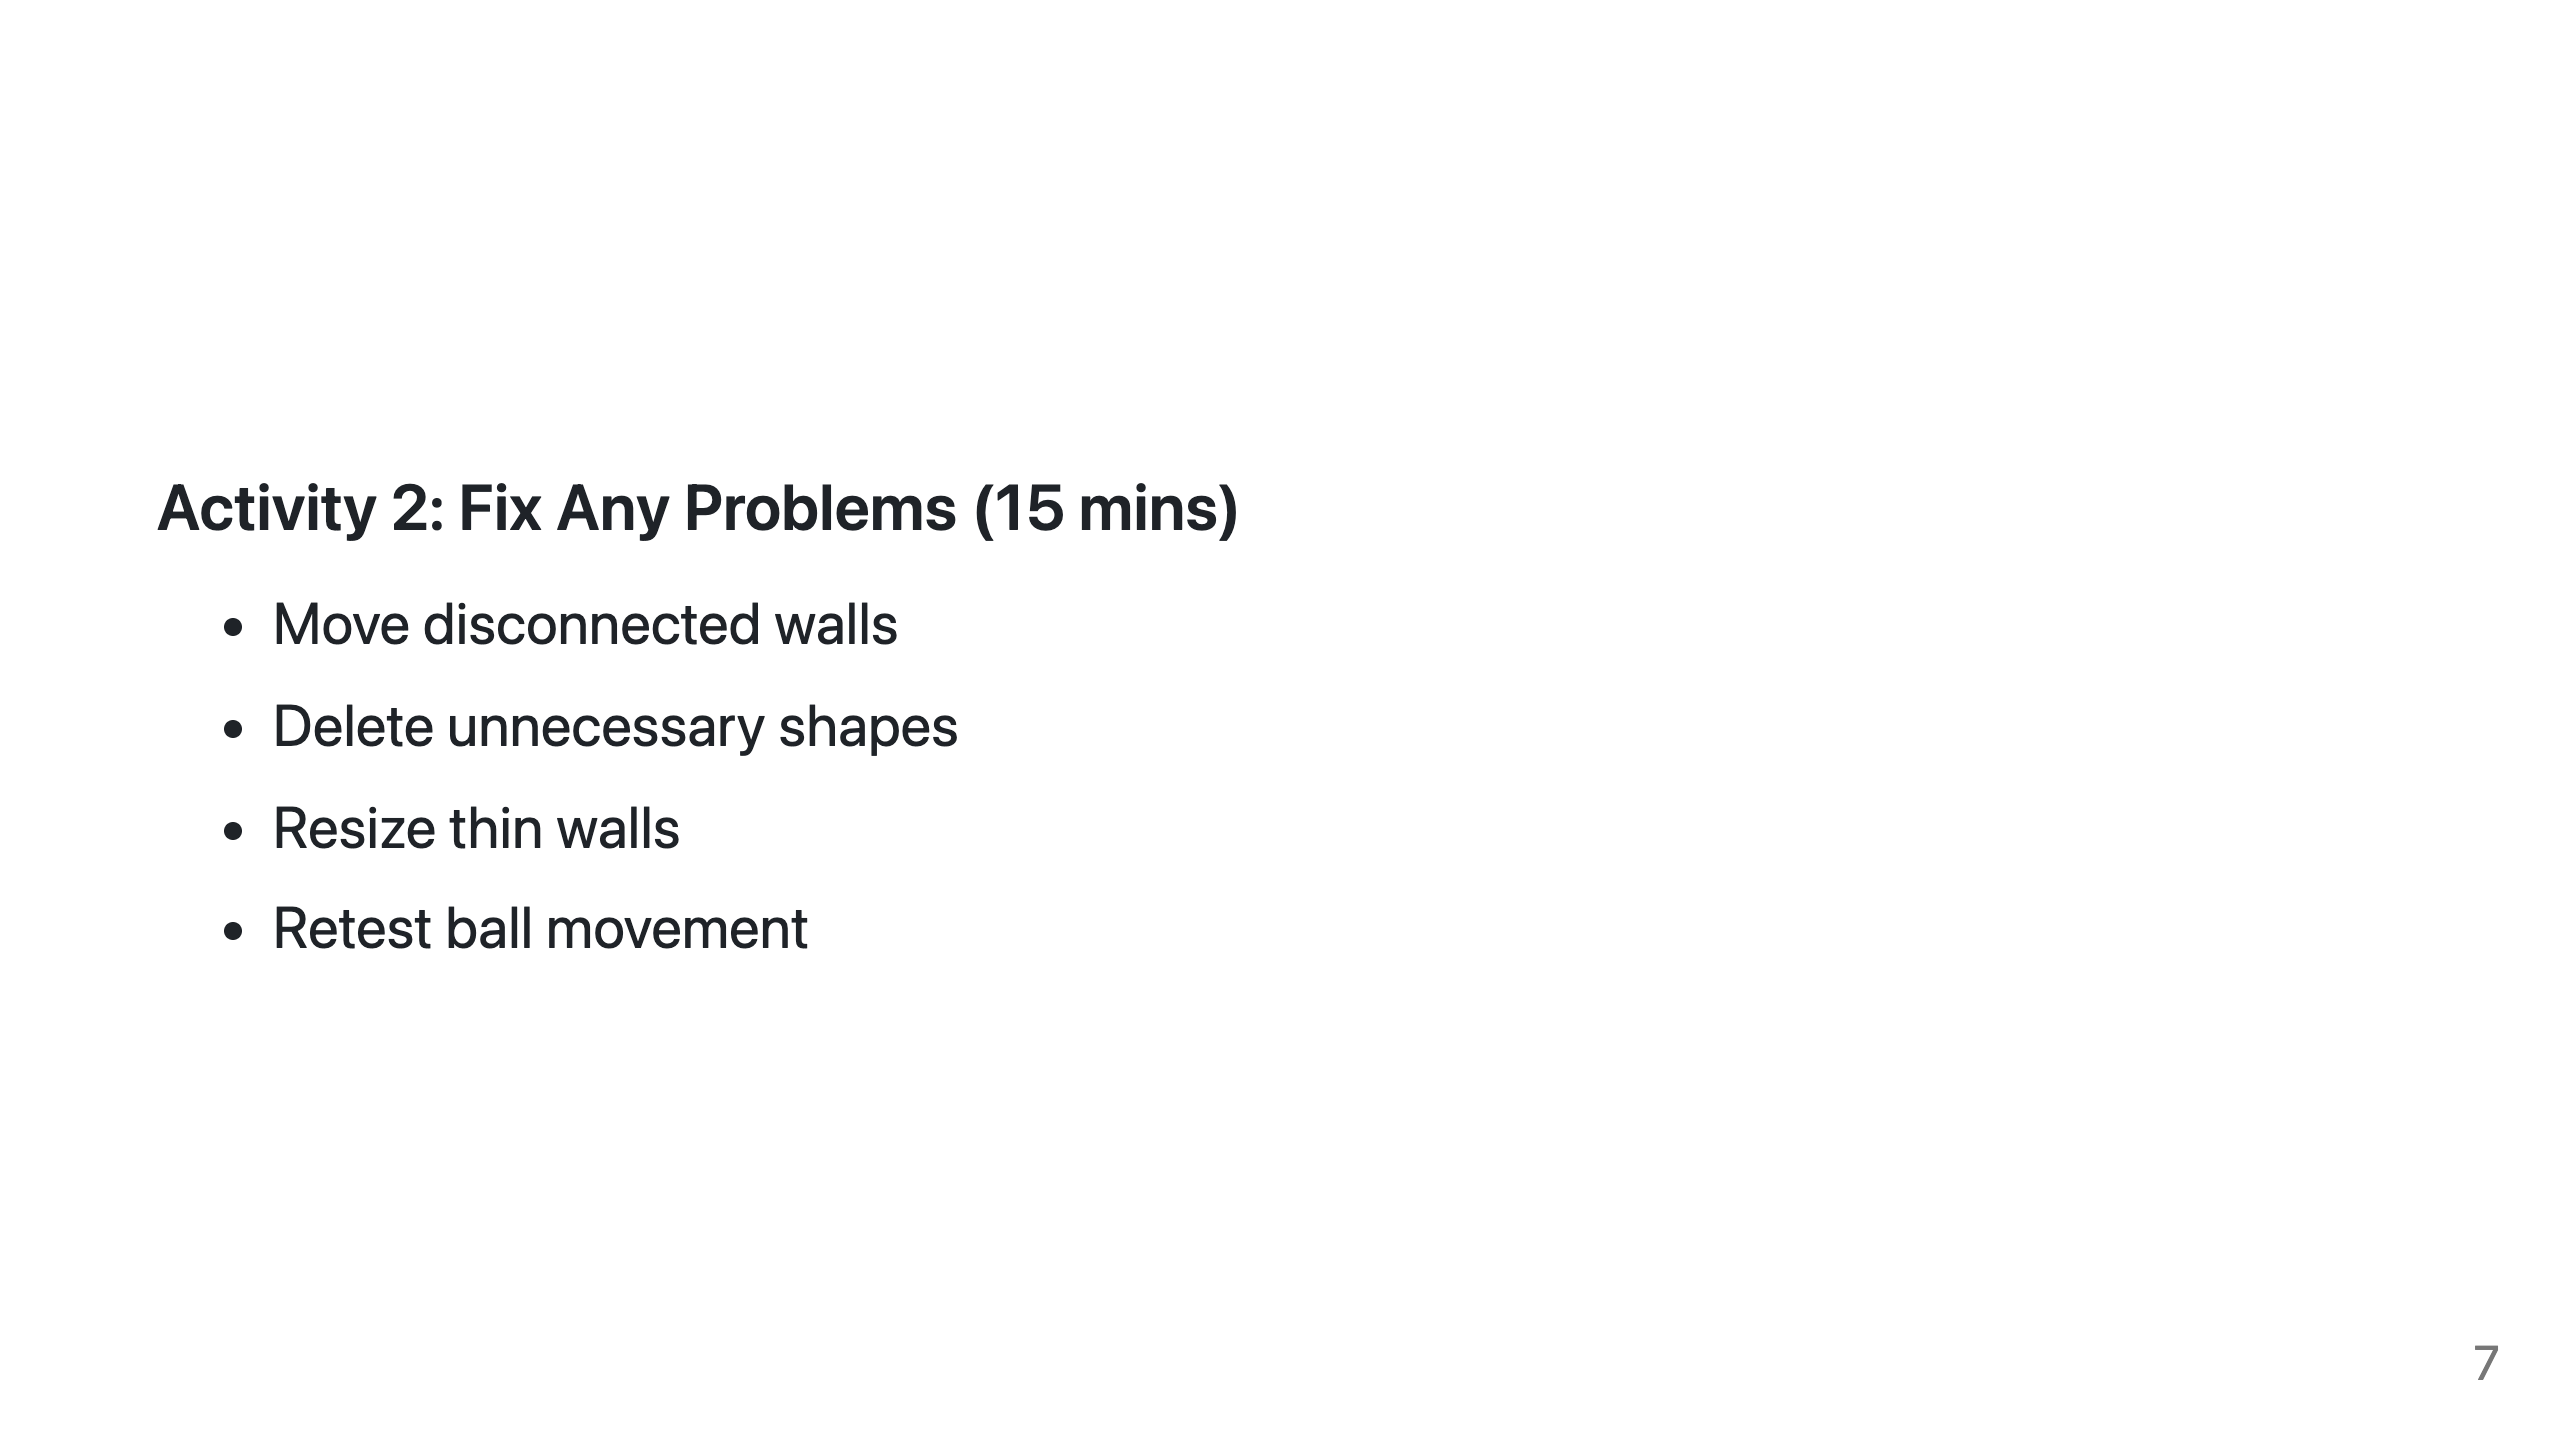 Activity 2: Fix Any Problems (15 mins)
• Move disconnected walls
• Delete unnecessary shapes
• Resize thin walls
• Retest ball movement
7